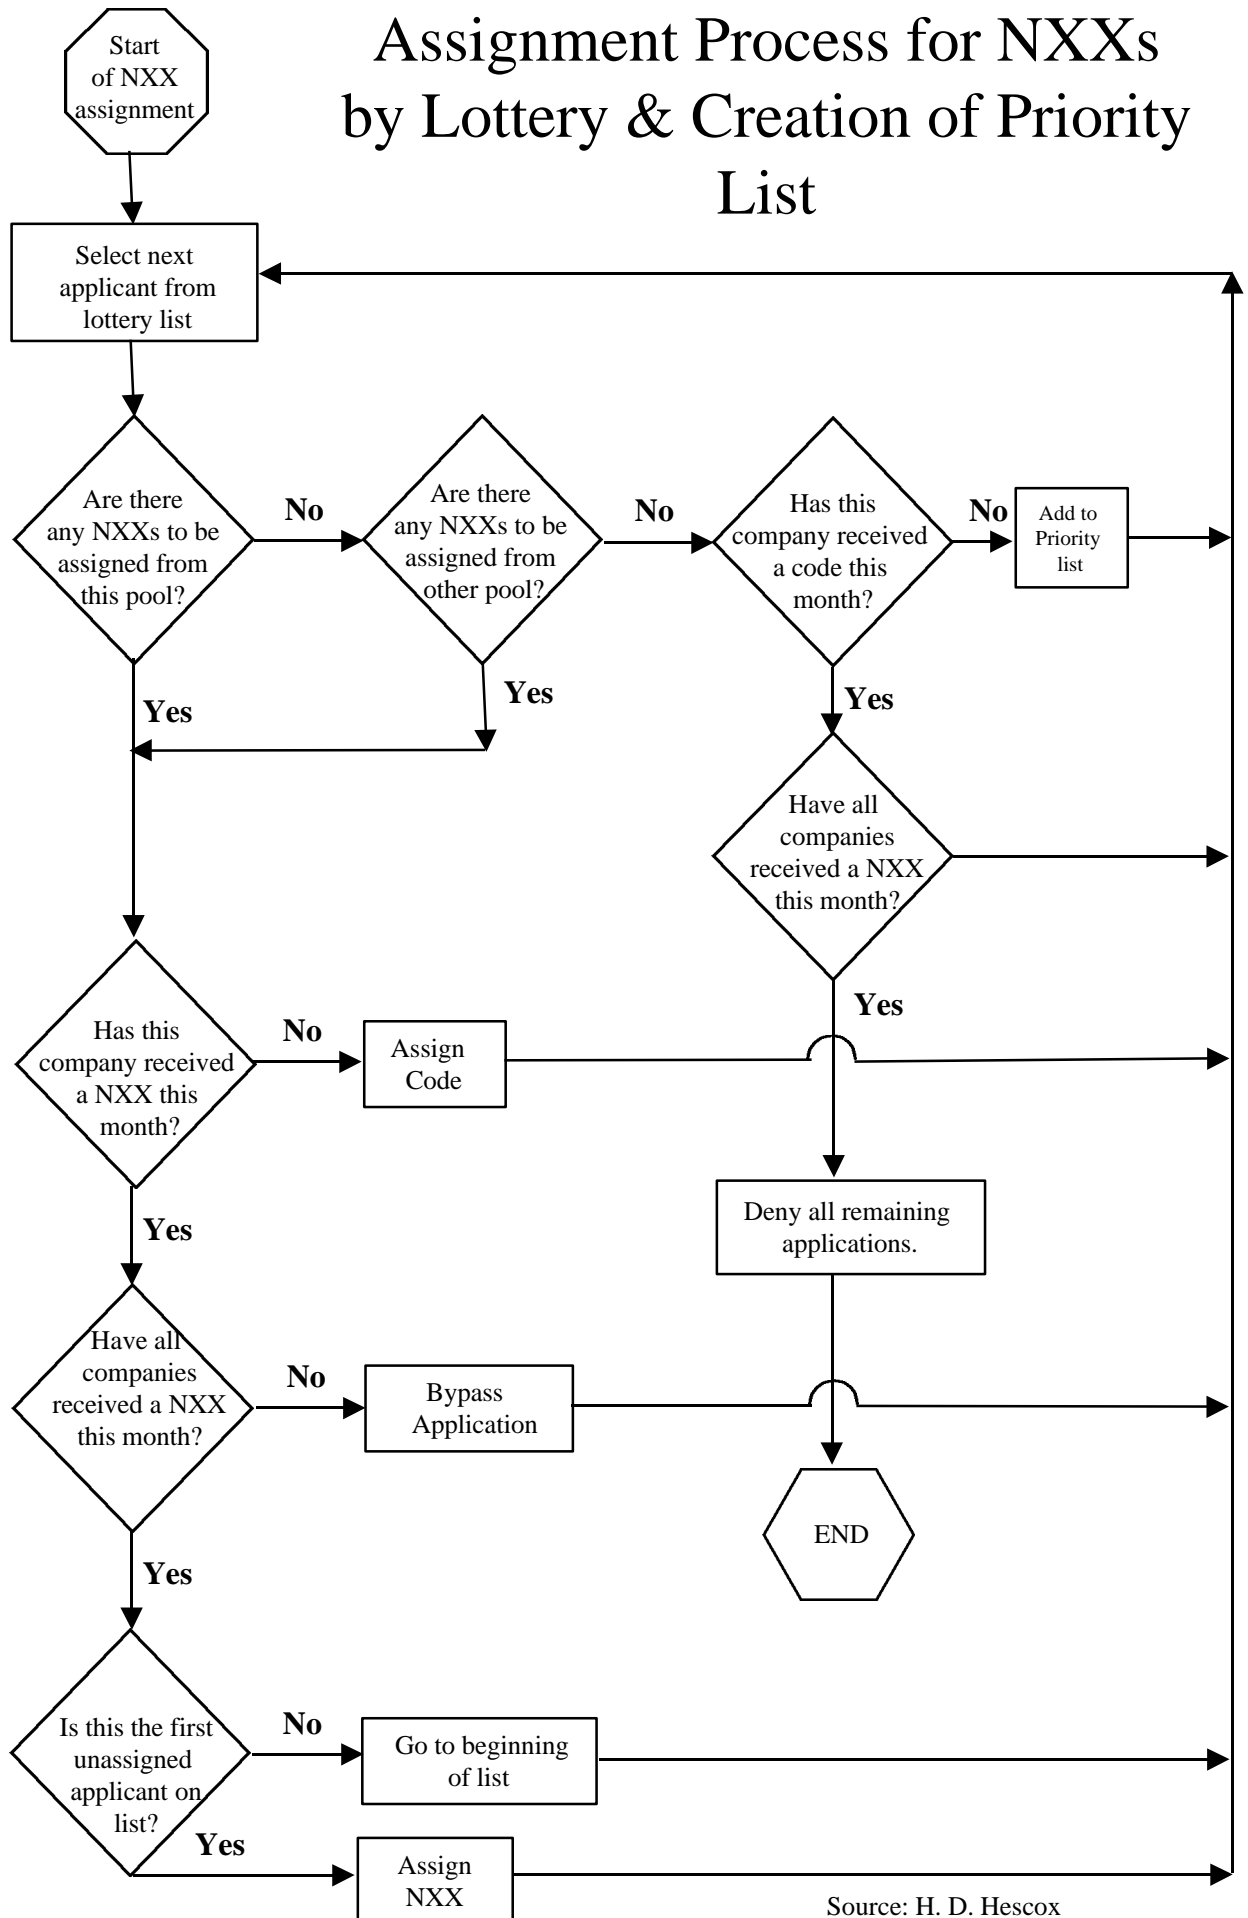 Start
of NXX
assignment
Assignment Process for NXXs
by Lottery & Creation of Priority
List
Select next
applicant from
lottery list
Are there
any NXXs to be
assigned from
this pool?
No
Are there
any NXXs to be
assigned from
other pool?
No
Has this
company received
a code this
month?
No
Add to
Priority
list
Yes
Yes
Yes
Have all
companies
received a NXX
this month?
Yes
Has this
company received
a NXX this
month?
No
Assign
Code
Deny all remaining
applications.
Yes
Have all
companies
received a NXX
this month?
No
Bypass
Application
END
Yes
Is this the first
unassigned
applicant on
list?
No
Go to beginning
of list
Yes
Assign
NXX
Source: H. D. Hescox